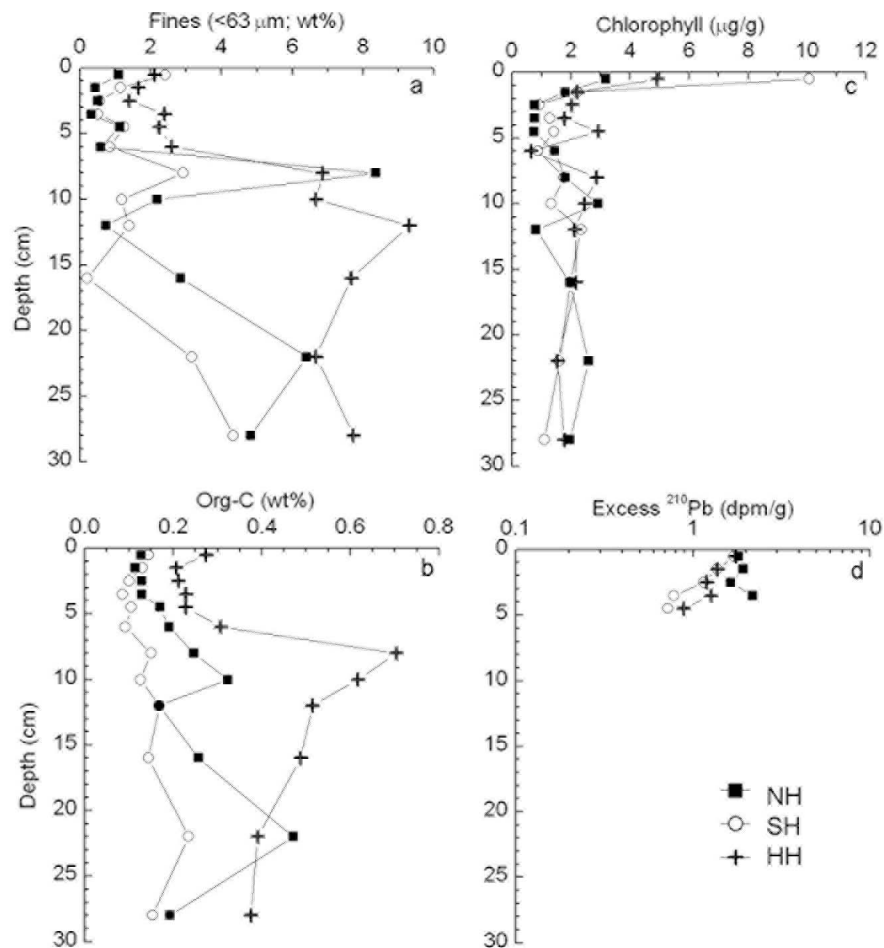 Fines (<63 μm; wt%)
0 2 4 6 8 10
0
5
10
15
20
25
30
Depth (cm)
a
Chlorophyll (μg/g)
0 2 4 6 8 10 12
0
5
10
15
20
25
30
c
Org-C (wt%)
0.0 0.2 0.4 0.6 0.8
0
5
10
15
20
25
30
Depth (cm)
b
Excess ²¹⁰Pb (dpm/g)
0.1 1 10
0
5
10
15
20
25
30
d
NH
SH
HH